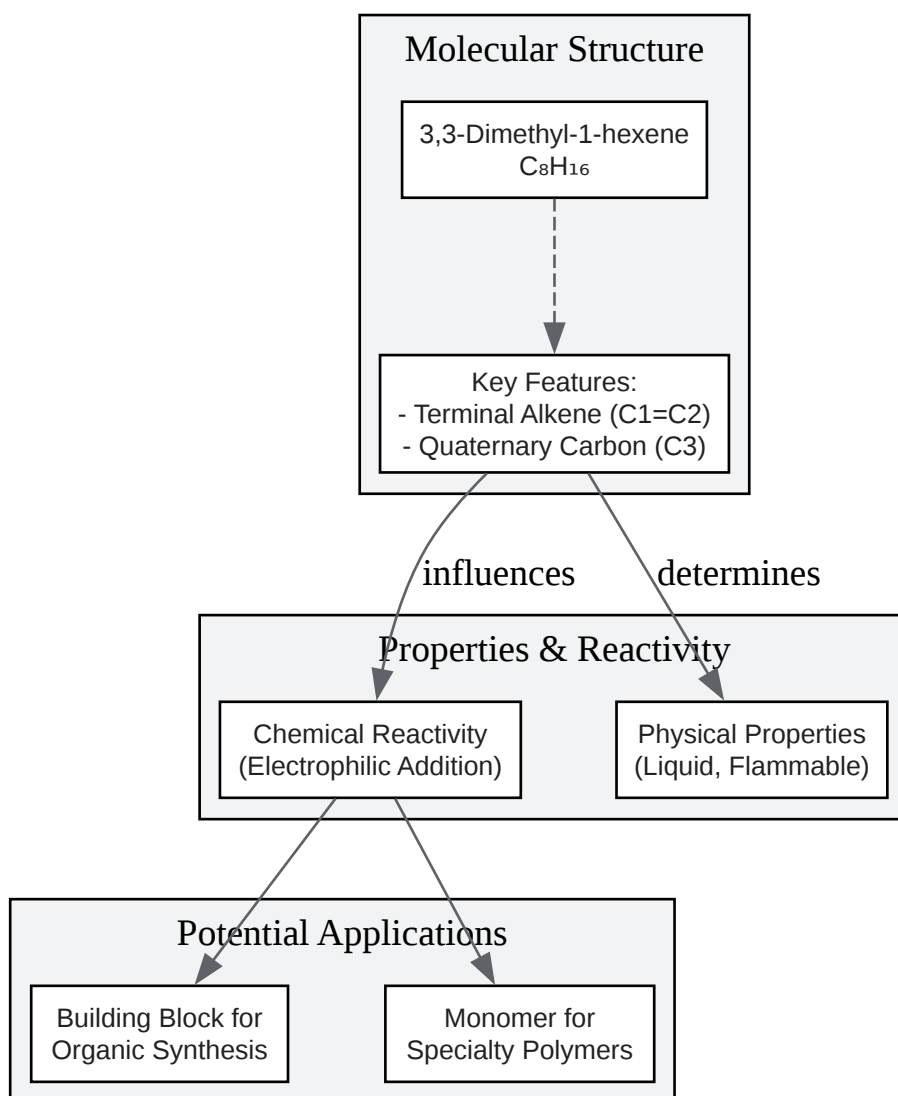 Molecular Structure
3,3-Dimethyl-1-hexene
C₈H₁₆
Key Features:
- Terminal Alkene (C1=C2)
- Quaternary Carbon (C3)
influences
determines
Properties & Reactivity
Chemical Reactivity
(Electrophilic Addition)
Physical Properties
(Liquid, Flammable)
Potential Applications
Building Block for
Organic Synthesis
Monomer for
Specialty Polymers